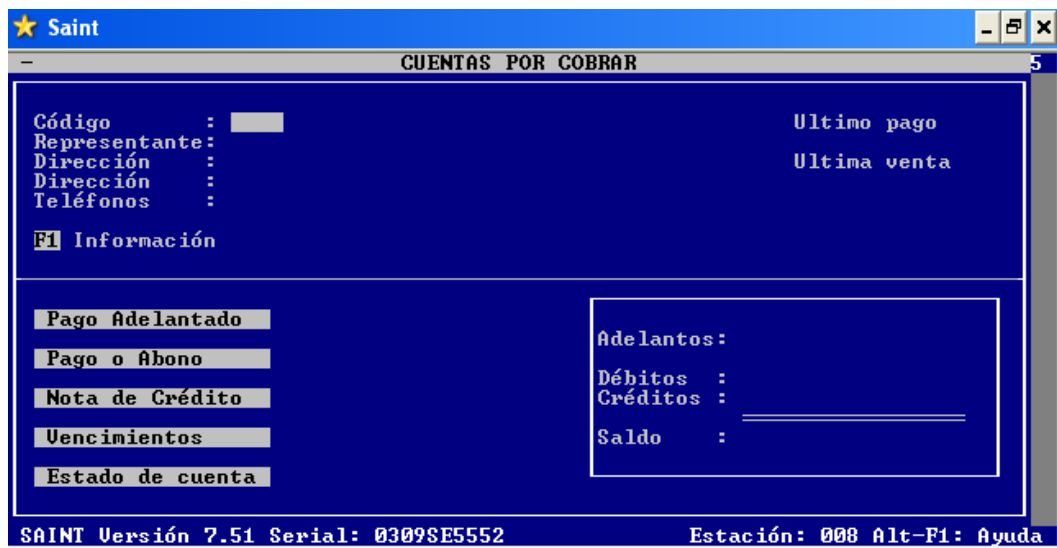 Saint
CUENTAS POR COBRAR 5
Código :
Ultimo pago
Representante:
Dirección :
Ultima venta
Dirección :
Teléfonos :
F1 Información
Pago Adelantado
Pago o Abono
Nota de Crédito
Vencimientos
Estado de cuenta
Adelantos:
Débitos :
Créditos :
Saldo :
SAINT Versión 7.51 Serial: 0309SE5552 Estación: 008 Alt-F1: Ayuda